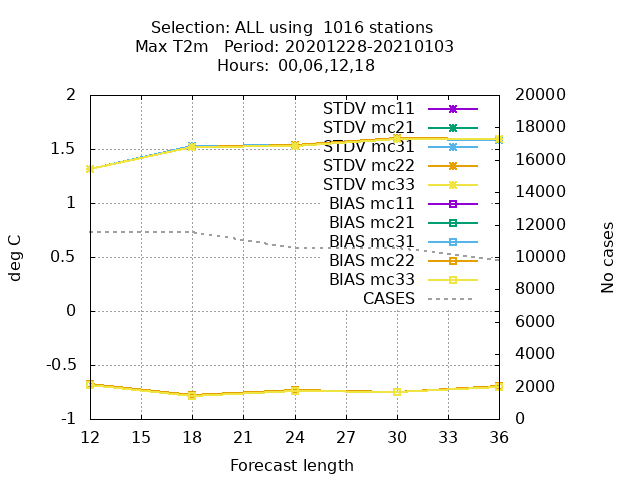 Selection: ALL using  1016 stations
Max T2m   Period: 20201228-20210103
Hours:  00,06,12,18
2
1.5
1
0.5
0
-0.5
-1
deg C
20000
18000
16000
14000
12000
10000
8000
6000
4000
2000
0
No cases
STDV mc11
STDV mc21
STDV mc31
STDV mc22
STDV mc33
BIAS mc11
BIAS mc21
BIAS mc31
BIAS mc22
BIAS mc33
CASES
12 15 18 21 24 27 30 33 36
Forecast length